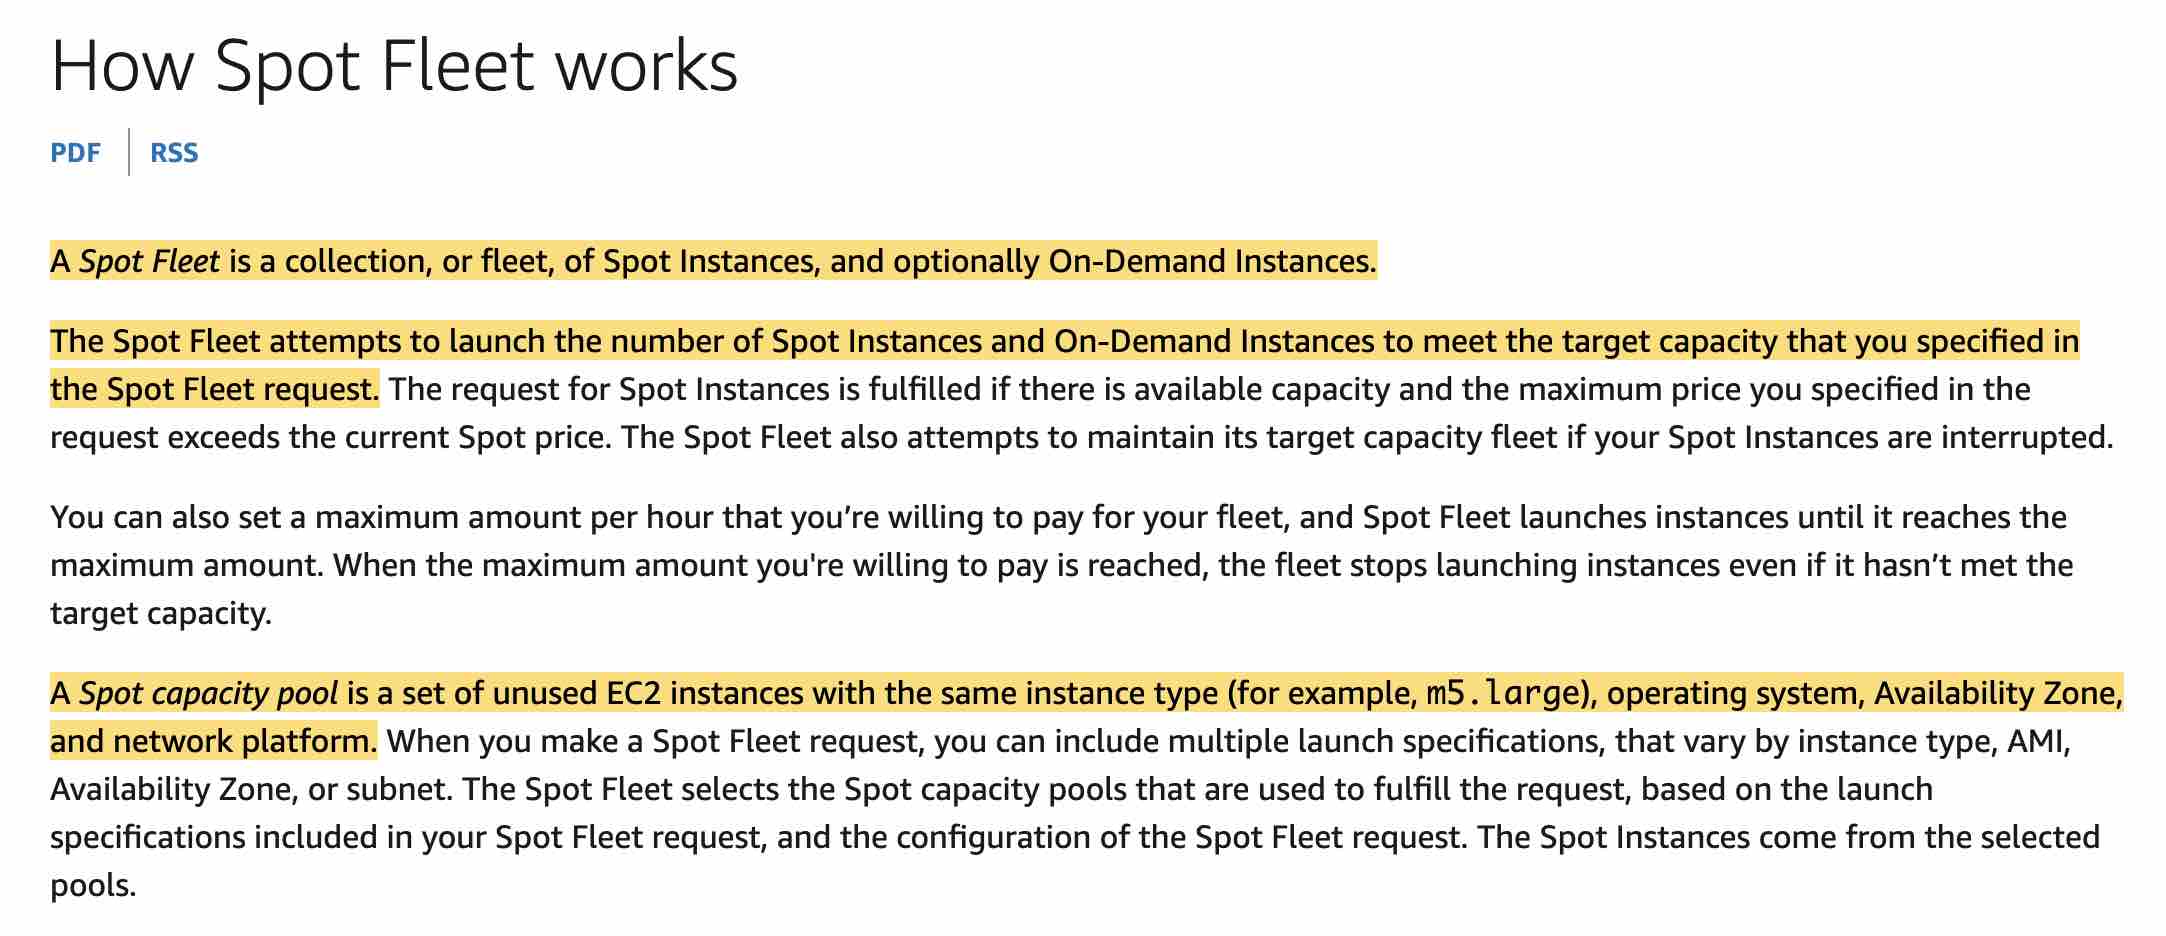 How Spot Fleet works
PDF | RSS
A Spot Fleet is a collection, or fleet, of Spot Instances, and optionally On-Demand Instances.
The Spot Fleet attempts to launch the number of Spot Instances and On-Demand Instances to meet the target capacity that you specified in
the Spot Fleet request. The request for Spot Instances is fulfilled if there is available capacity and the maximum price you specified in the
request exceeds the current Spot price. The Spot Fleet also attempts to maintain its target capacity fleet if your Spot Instances are interrupted.
You can also set a maximum amount per hour that you’re willing to pay for your fleet, and Spot Fleet launches instances until it reaches the
maximum amount. When the maximum amount you're willing to pay is reached, the fleet stops launching instances even if it hasn’t met the
target capacity.
A Spot capacity pool is a set of unused EC2 instances with the same instance type (for example, m5.large), operating system, Availability Zone,
and network platform. When you make a Spot Fleet request, you can include multiple launch specifications, that vary by instance type, AMI,
Availability Zone, or subnet. The Spot Fleet selects the Spot capacity pools that are used to fulfill the request, based on the launch
specifications included in your Spot Fleet request, and the configuration of the Spot Fleet request. The Spot Instances come from the selected
pools.